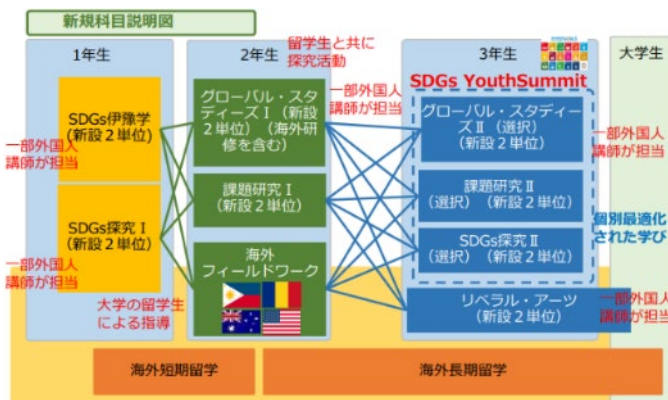 新規科目説明図
1年生
2年生
留学生と共に
探究活動
3年生
大学生
SDGs YouthSummit
SDGs伊豫学
(新設2単位)
一部外国人
講師が担当
SDGs探究Ⅰ
(新設2単位)
一部外国人
講師が担当
大学の留学生
による指導
グローバル・スタ
ディーズⅠ(新設
2単位)(海外研
修を含む)
一部外国人
講師が担当
課題研究Ⅰ
(新設2単位)
海外
フィールドワーク
グローバル・スタディー
ズⅡ(選択)
(新設2単位)
一部外国人
講師が担当
課題研究Ⅱ
(選択)(新設2単位)
個別最適化
された学び
SDGs探究Ⅱ
(選択)(新設2単位)
リベラル・アーツ
(新設2単位)
一部外国人
講師が担当
海外短期留学
海外長期留学